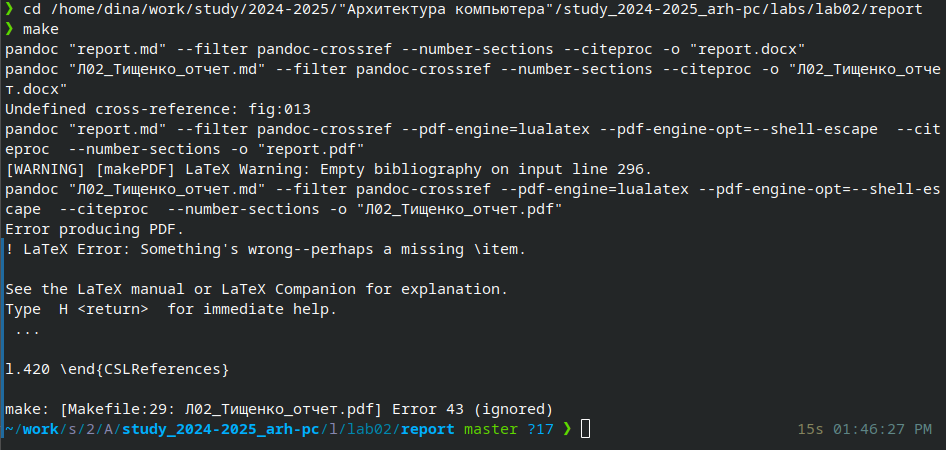 ❯ cd /home/dina/work/study/2024-2025/"Архитектура компьютера"/study_2024-2025_arh-pc/labs/lab02/report
❯ make
pandoc "report.md" --filter pandoc-crossref --number-sections --citeproc -o "report.docx"
pandoc "Л02_Тищенко_отчет.md" --filter pandoc-crossref --number-sections --citeproc -o "Л02_Тищенко_отче
т.docx"
Undefined cross-reference: fig:013
pandoc "report.md" --filter pandoc-crossref --pdf-engine=lualatex --pdf-engine-opt=--shell-escape  --cit
eproc  --number-sections -o "report.pdf"
[WARNING] [makePDF] LaTeX Warning: Empty bibliography on input line 296.
pandoc "Л02_Тищенко_отчет.md" --filter pandoc-crossref --pdf-engine=lualatex --pdf-engine-opt=--shell-es
cape  --citeproc  --number-sections -o "Л02_Тищенко_отчет.pdf"
Error producing PDF.
! LaTeX Error: Something's wrong--perhaps a missing \item.
See the LaTeX manual or LaTeX Companion for explanation.
Type  H <return>  for immediate help.
 ...
l.420 \end{CSLReferences}
make: [Makefile:29: Л02_Тищенко_отчет.pdf] Error 43 (ignored)
~/work/s/2/A/study_2024-2025_arh-pc/l/lab02/report master ?17 ❯ 15s 01:46:27 PM